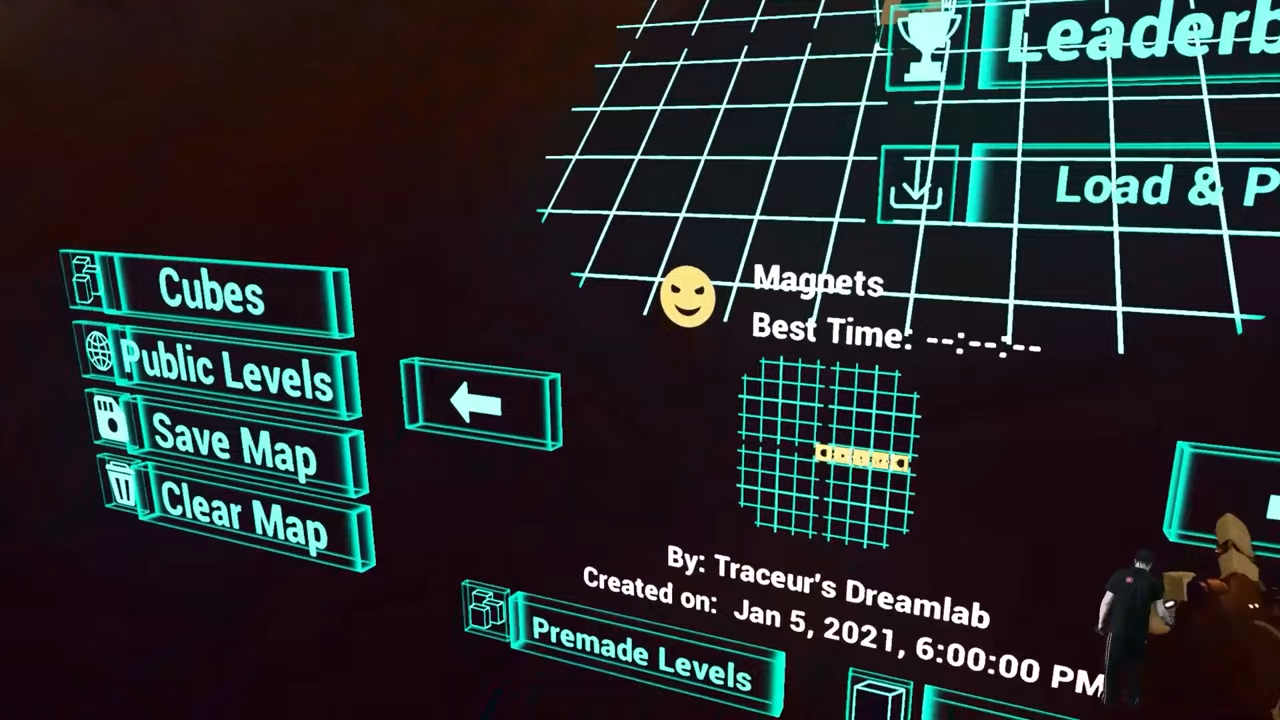 Load & P
Cubes
Public Levels
Save Map
Clear Map
Magnets
Best Time: --:--:--
By: Traceur's Dreamlab
Created on: Jan 5, 2021, 6:00:00 PM
Premade Levels